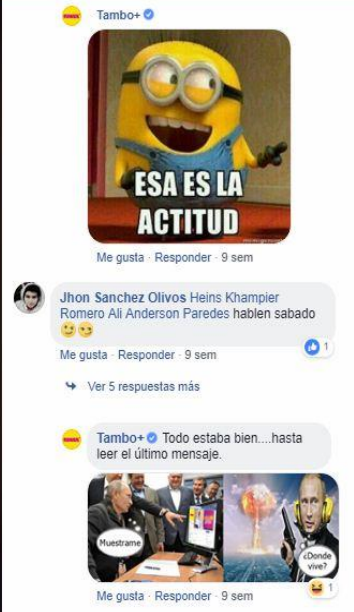 Tambo+
ESA ES LA
ACTITUD
Me gusta · Responder · 9 sem
Jhon Sanchez Olivos Heins Khampier
Romero Ali Anderson Paredes hablen sabado
1
Me gusta · Responder · 9 sem
Ver 5 respuestas más
Tambo+ Todo estaba bien....hasta
leer el último mensaje.
Muestrame
¿Donde
vive?
1
Me gusta · Responder · 9 sem